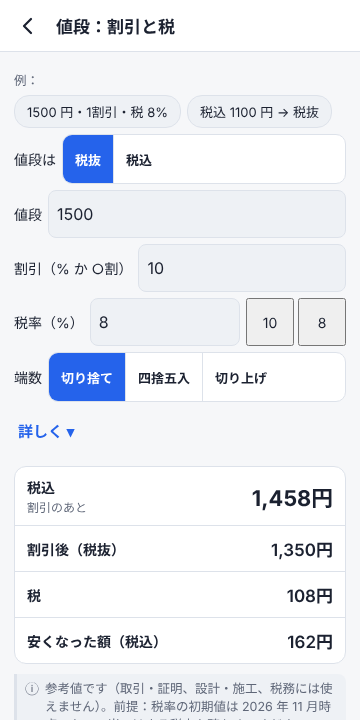 値段：割引と税
例：
1500 円・1割引・税 8%
税込 1100 円 → 税抜
値段は 税抜 税込
値段 1500
割引（% か ○割） 10
税率（%） 8 10 8
端数 切り捨て 四捨五入 切り上げ
詳しく ▾
税込 1,458円
割引のあと
割引後（税抜） 1,350円
税 108円
安くなった額（税込） 162円
ⓘ 参考値です（取引・証明、設計・施工、税務には使
えません）。前提：税率の初期値は 2026 年 11 月時